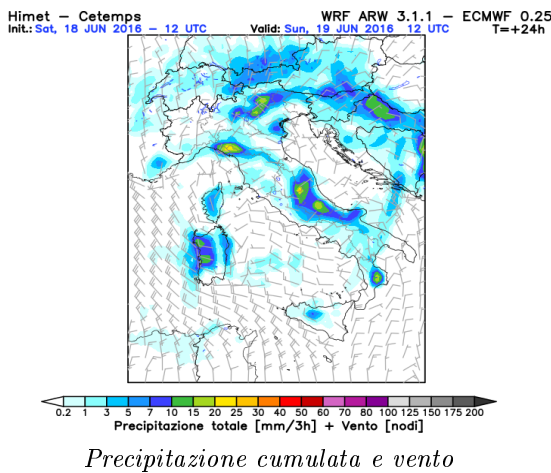 Himet – Cetemps WRF ARW 3.1.1 – ECMWF 0.25
Init.: Sat, 18 JUN 2016 – 12 UTC Valid: Sun, 19 JUN 2016 12 UTC T=+24h
0.2 1 3 5 7 10 15 20 25 30 40 50 60 70 80 100 125 150 175 200
Precipitazione totale [mm/3h] + Vento [nodi]
Precipitazione cumulata e vento